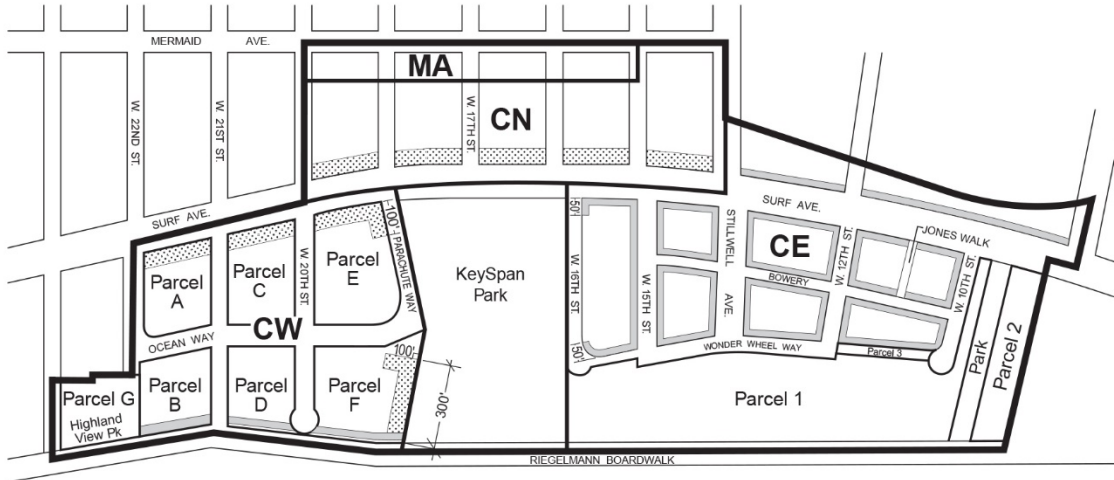 MERMAID AVE.
MA
CN
W. 17TH ST.
W. 22ND ST.
W. 21ST ST.
SURF AVE.
100'
PARACHUTE WAY
W. 20TH ST.
Parcel
A
Parcel
C
Parcel
E
CW
OCEAN WAY
Parcel G
Highland
View Pk
Parcel
B
Parcel
D
Parcel
F
100'
300'
KeySpan
Park
50'
W. 16TH ST.
50'
W. 15TH ST.
STILLWELL
AVE.
SURF AVE.
CE
BOWERY
W. 12TH ST.
JONES WALK
W. 10TH ST.
WONDER WHEEL WAY
Parcel 3
Parcel 1
Park
Parcel 2
RIEGELMANN BOARDWALK